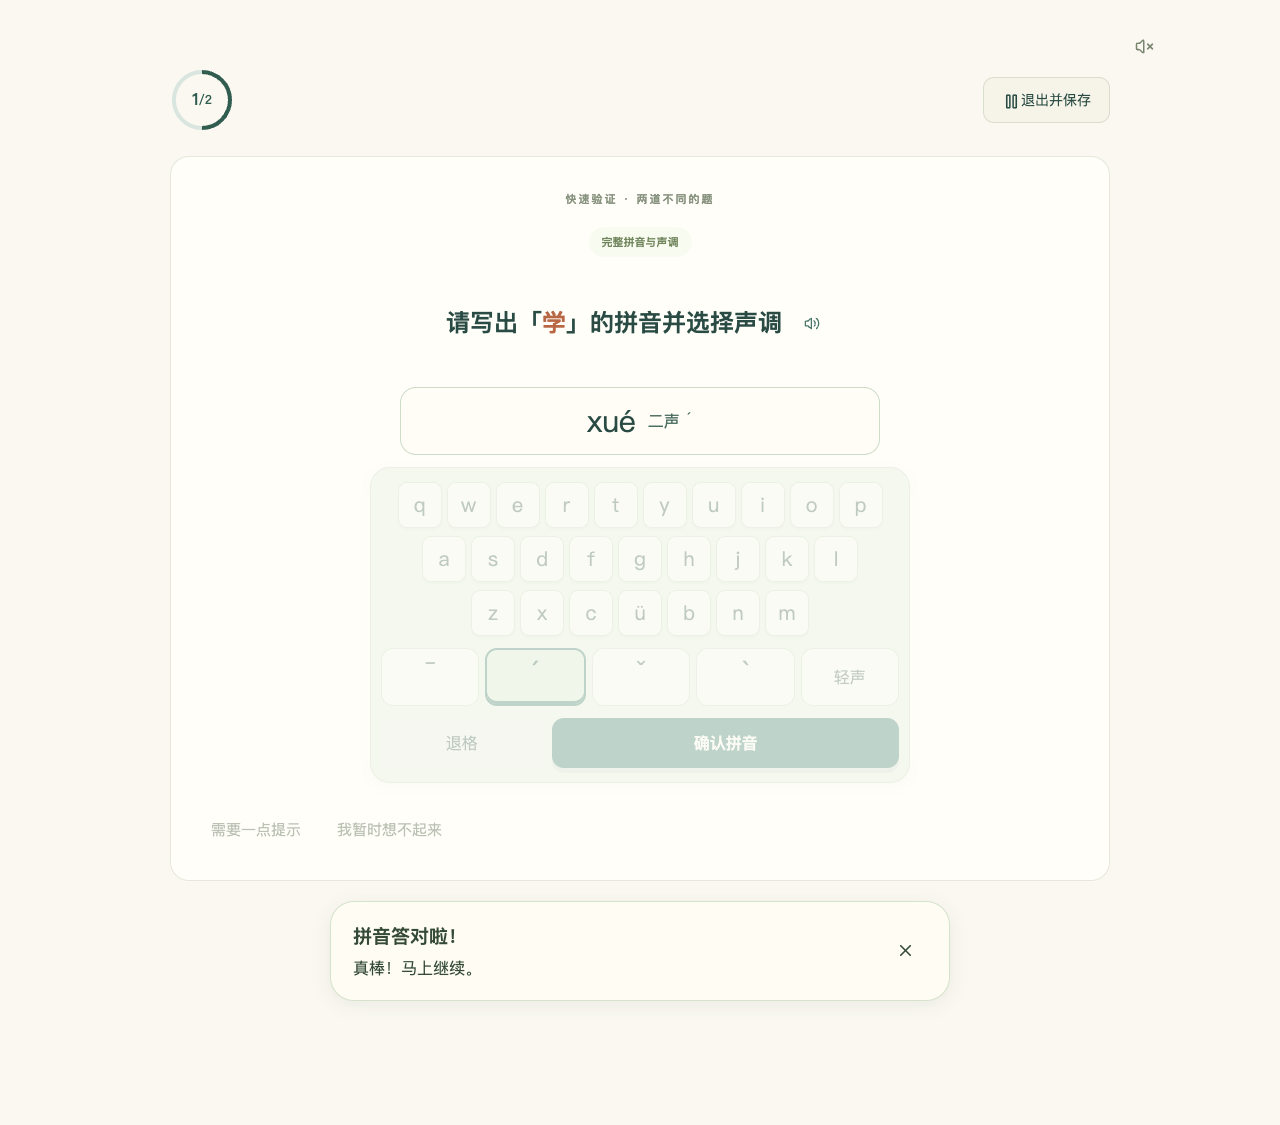 1/2
退出并保存
快速验证 · 两道不同的题
完整拼音与声调
请写出「学」的拼音并选择声调
xué 二声 ˊ
q w e r t y u i o p
a s d f g h j k l
z x c ü b n m
ˉ ˊ ˇ ˋ 轻声
退格 确认拼音
需要一点提示 我暂时想不起来
拼音答对啦！
真棒！马上继续。